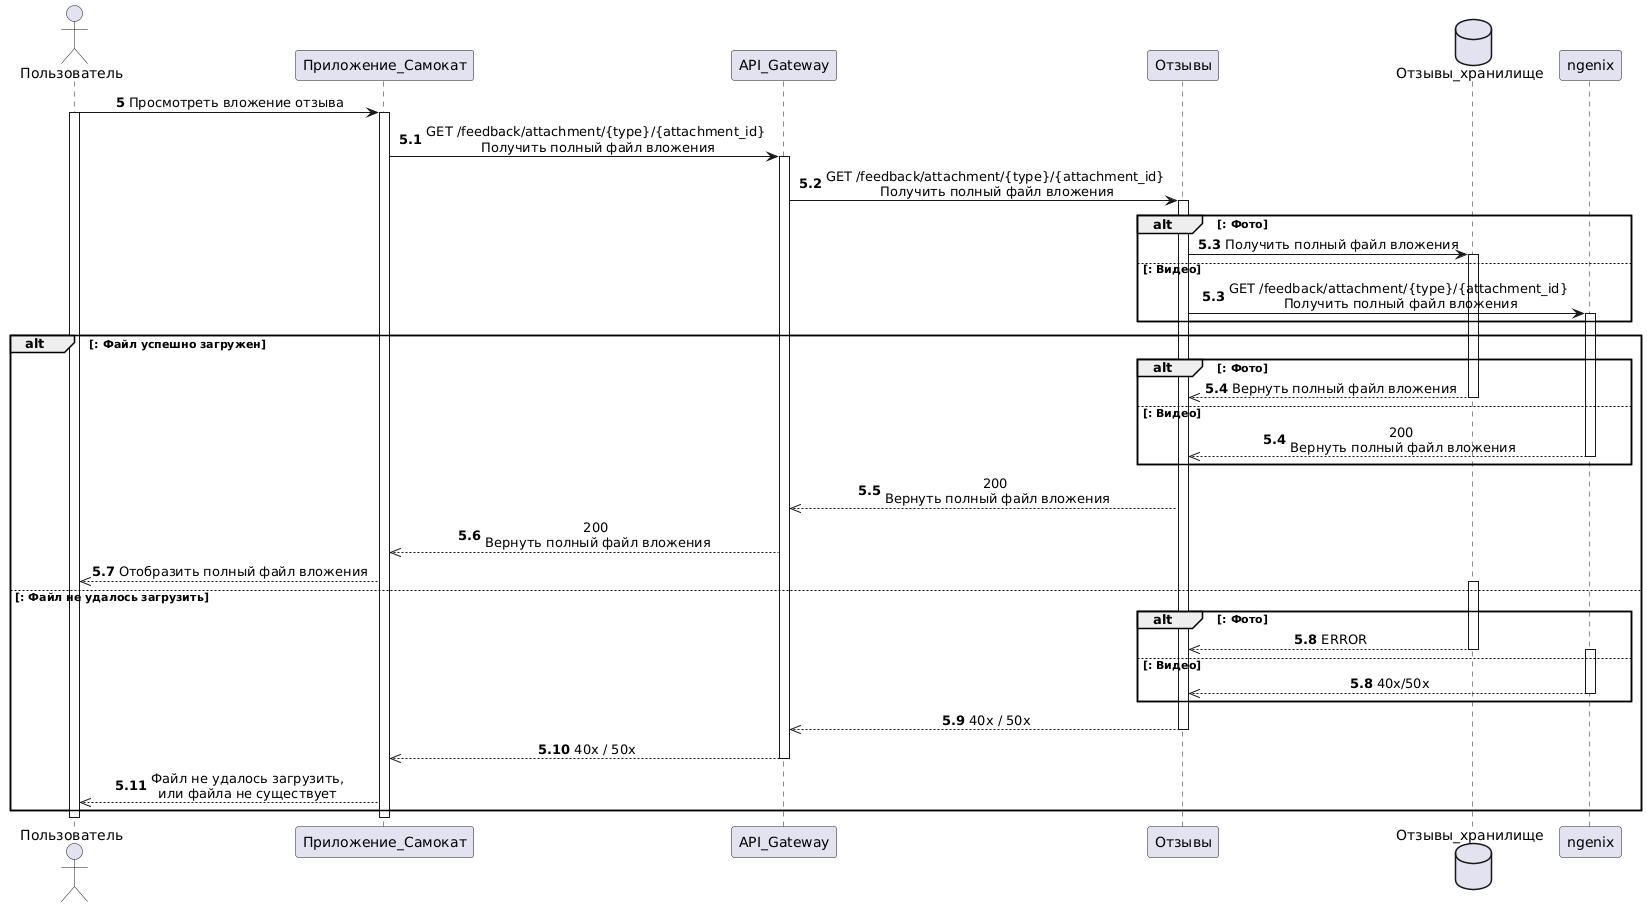 Пользователь
Приложение_Самокат
API_Gateway
Отзывы
Отзывы_хранилище
ngenix
5 Просмотреть вложение отзыва
5.1 GET /feedback/attachment/{type}/{attachment_id}
Получить полный файл вложения
5.2 GET /feedback/attachment/{type}/{attachment_id}
Получить полный файл вложения
alt [: Фото]
5.3 Получить полный файл вложения
[: Видео]
5.3 GET /feedback/attachment/{type}/{attachment_id}
Получить полный файл вложения
alt [: Файл успешно загружен]
alt [: Фото]
5.4 Вернуть полный файл вложения
[: Видео]
5.4 200
Вернуть полный файл вложения
5.5 200
Вернуть полный файл вложения
5.6 200
Вернуть полный файл вложения
5.7 Отобразить полный файл вложения
[: Файл не удалось загрузить]
alt [: Фото]
5.8 ERROR
[: Видео]
5.8 40x/50x
5.9 40x / 50x
5.10 40x / 50x
5.11 Файл не удалось загрузить,
или файла не существует
Пользователь
Приложение_Самокат
API_Gateway
Отзывы
Отзывы_хранилище
ngenix